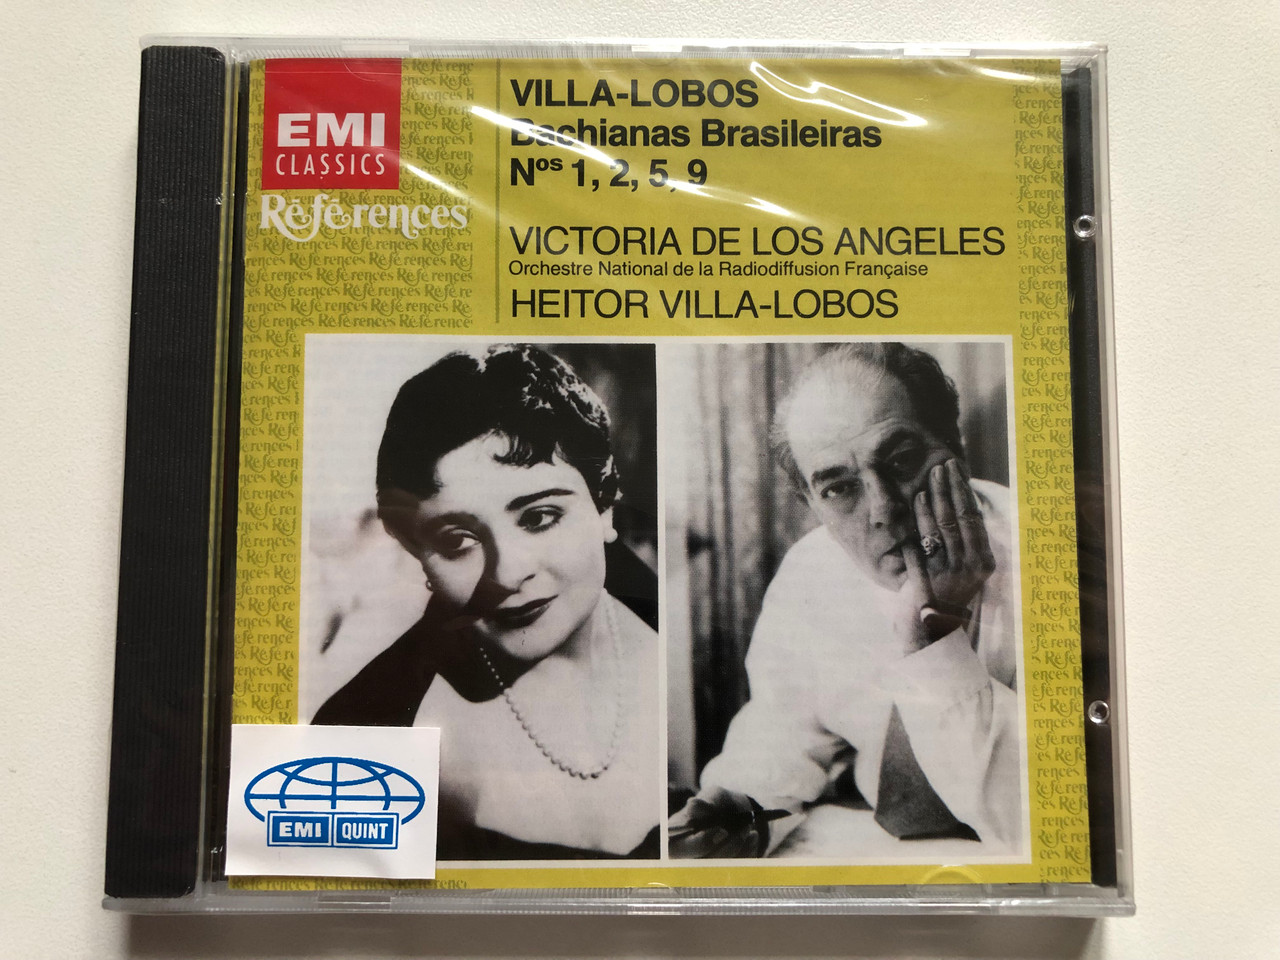 EMI
CLASSICS
Références
VILLA-LOBOS
Bachianas Brasileiras
Nos 1, 2, 5, 9
VICTORIA DE LOS ANGELES
Orchestre National de la Radiodiffusion Française
HEITOR VILLA-LOBOS
EMI QUINT